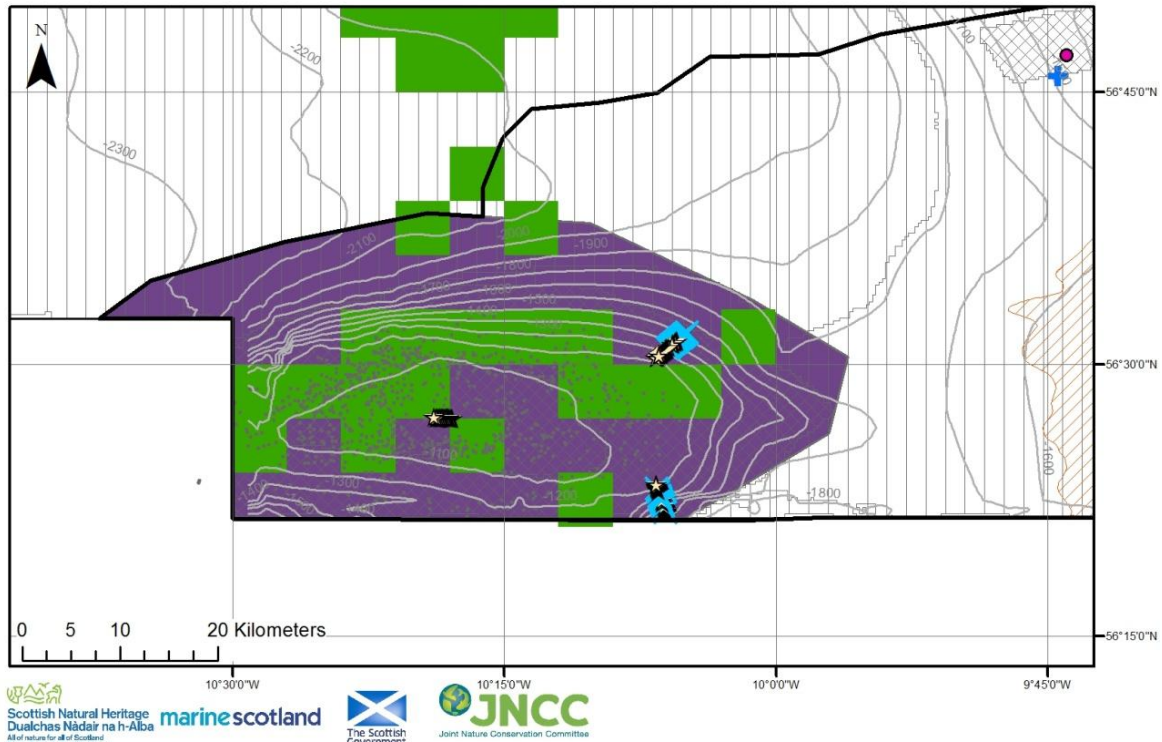 N
-2200
-2300
-1700
56°45'0"N
-2100
-2000
-1900
-1800
-1700
-1500
56°30'0"N
-1100
-1300
-1200
-1800
-1600
0 5 10 20 Kilometers
56°15'0"N
10°30'0"W 10°15'0"W 10°0'0"W 9°45'0"W
Scottish Natural Heritage
Dualchas Nàdair na h-Alba
All of nature for all of Scotland
marinescotland
The Scottish
Government
JNCC
Joint Nature Conservation Committee